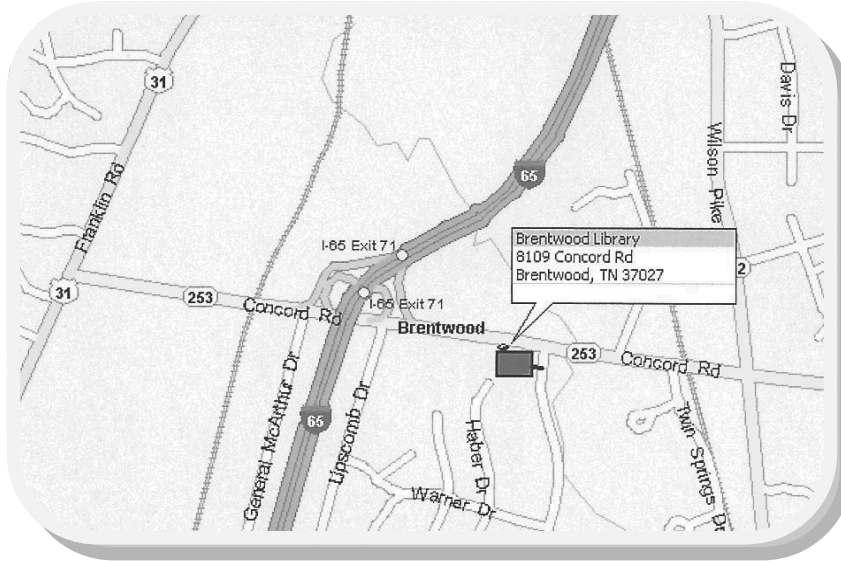 31
Franklin Rd
Davis Dr
Wilson Pike
65
I-65 Exit 71
Brentwood Library
8109 Concord Rd
Brentwood, TN 37027
31
253
Concord Rd
I-65 Exit 71
Brentwood
2
253
Concord Rd
General McArthur Dr
65
Lipscomb Dr
Haber Dr
Warner Dr
Twin Springs Dr